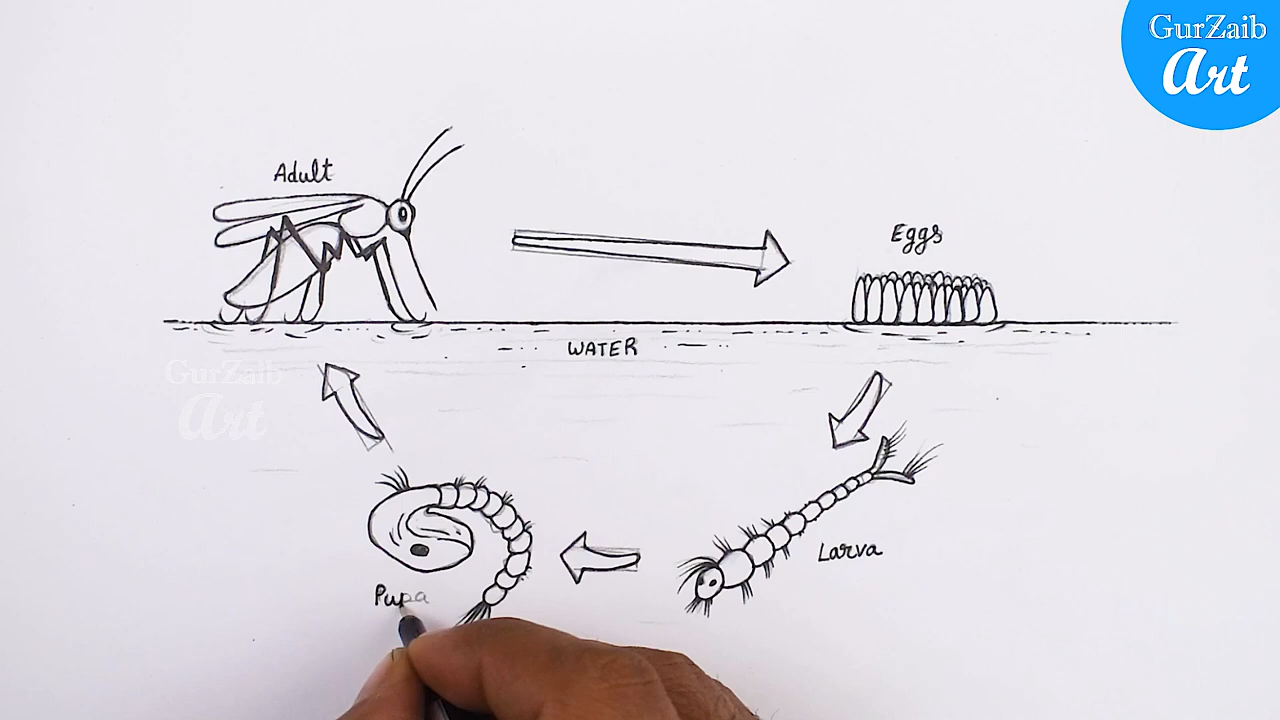 GurZaib
Art
Adult
Eggs
WATER
GurZaib
Art
Larva
Pupa